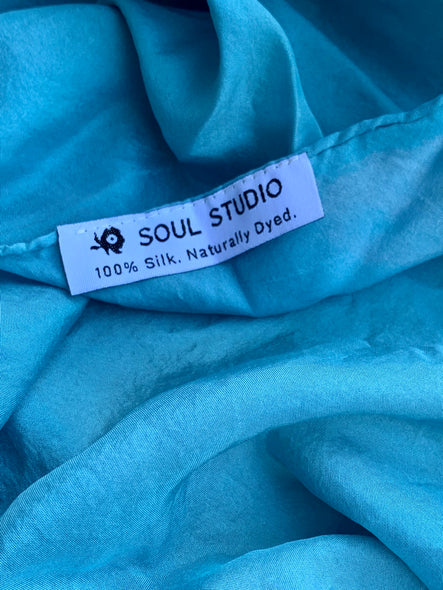 SOUL STUDIO
100% Silk. Naturally Dyed.